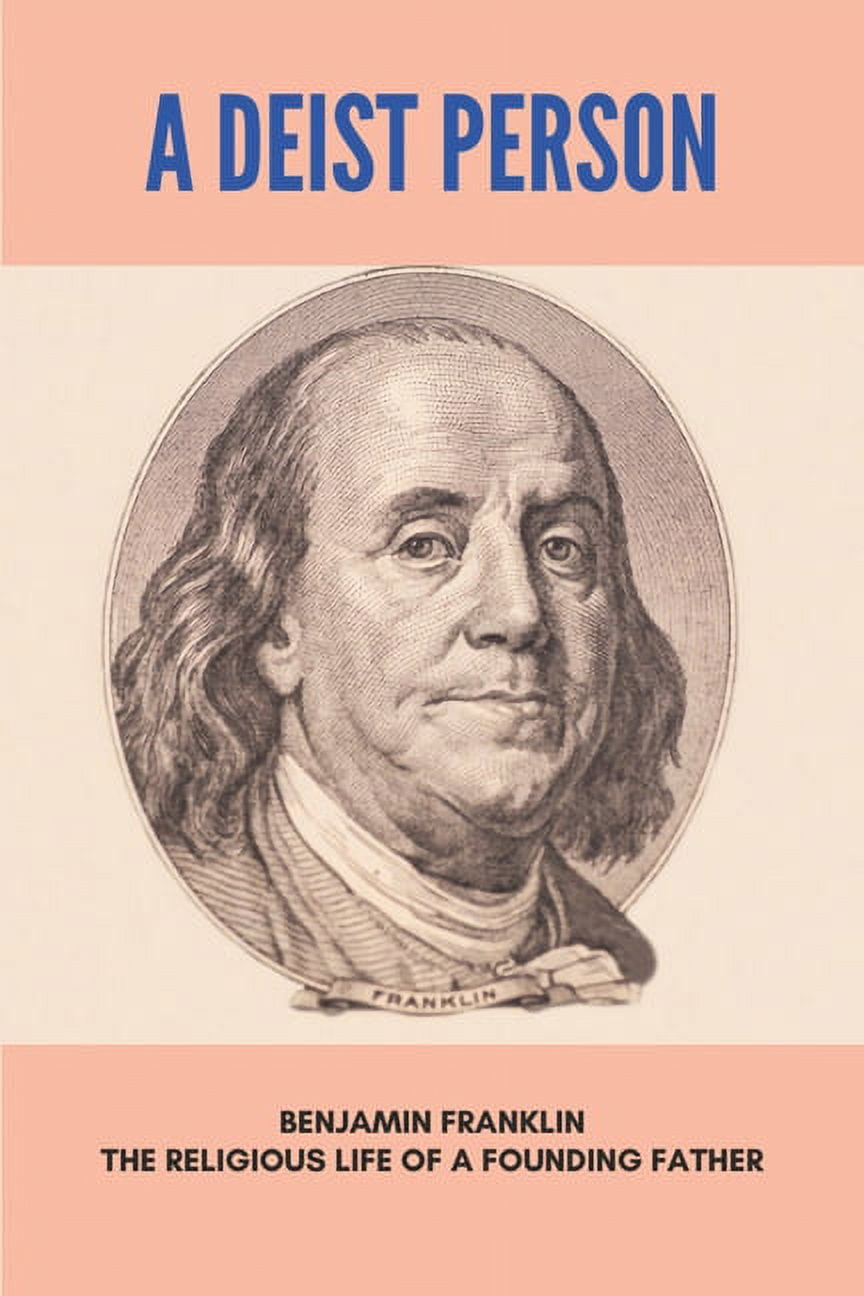 A DEIST PERSON
FRANKLIN
BENJAMIN FRANKLIN
THE RELIGIOUS LIFE OF A FOUNDING FATHER